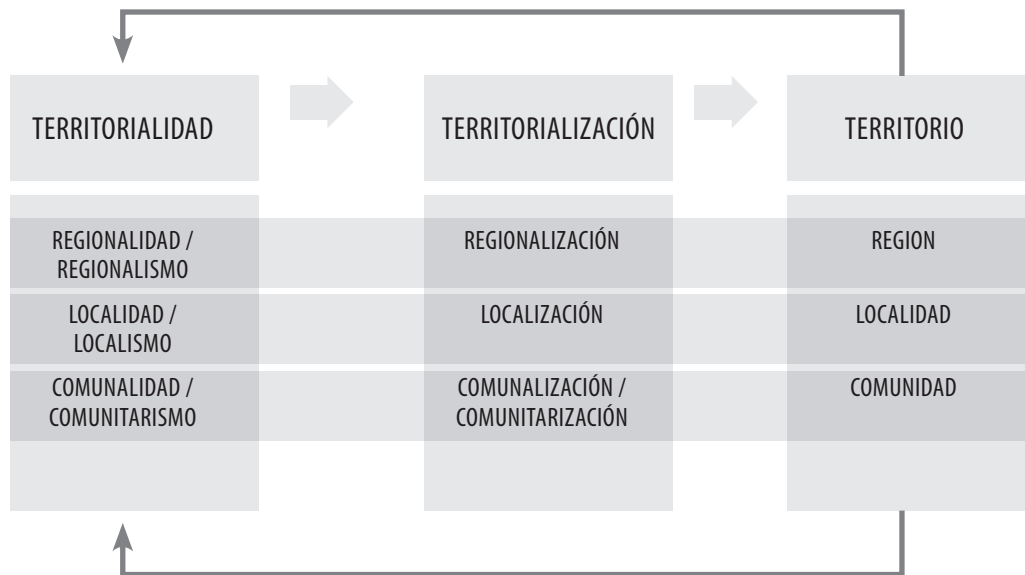 TERRITORIALIDAD
TERRITORIALIZACIÓN
TERRITORIO
REGIONALIDAD /
REGIONALISMO
REGIONALIZACIÓN
REGION
LOCALIDAD /
LOCALISMO
LOCALIZACIÓN
LOCALIDAD
COMUNALIDAD /
COMUNITARISMO
COMUNALIZACIÓN /
COMUNITARIZACIÓN
COMUNIDAD